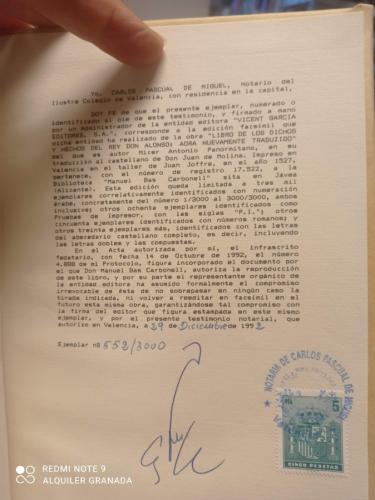 Yo, CARLOS PASCUAL DE MIGUEL, Notario del
Ilustre Colegio de Valencia, con residencia en la capital,
DOY FE de que el presente ejemplar, numerado e
identificado al pie de este testimonio, y firmado a mano
por un Administrador de la entidad editora "VICENT GARCIA
EDITORES, S.A.", corresponde a la edición facsímil que
dicha entidad ha realizado de la obra "LIBRO DE LOS DICHOS
Y HECHOS DEL REY DON ALONSO: AORA NUEVAMENTE TRADUZIDO"
del que es autor Micer Antonio Panormitano, en su
traducción al castellano de Don Juan de Molina. Impreso en
Valencia en el taller de Juan Joffre, en el año 1527,
pertenece, con el número de registro 17.522, a la
Biblioteca "Manuel Bas Carbonell" sita en Jávea
(Alicante). Esta edición queda limitada a tres mil
ejemplares correlativamente identificados con numeración
árabe, concretamente del número 1/3000 al 3000/3000, ambos
inclusive; otros ochenta ejemplares identificados como
Pruebas de Impresor, con las siglas "P.I."; otros
cincuenta ejemplares identificados con números romanos; y
otros treinta ejemplares más, identificados con las letras
del abecedario castellano completo, es decir, incluyendo
las letras dobles y las compuestas.
En el Acta autorizada por mí, el infrascrito
fedatario, con fecha 14 de Octubre de 1992, el número
4.888 de mi Protocolo, figura incorporado el documento por
el que Don Manuel Bas Carbonell, autoriza la reproducción
de este libro, y por su parte el representante orgánico de
la entidad editora ha asumido formalmente el compromiso
irrevocable de ésta de no sobrepasar en ningún caso la
tirada indicada, ni volver a reeditar en facsímil en el
futuro esta misma obra, garantizándose tal compromiso con
la firma del editor que figura estampada en este mismo
ejemplar, y por el presente testimonio notarial, que
autorizo en Valencia, a 29 de Diciembre de 1992
Ejemplar nº 552/3000
NOTARIA DE CARLOS PASCUAL DE MIGUEL
5
CINCO PESETAS
REDMI NOTE 9
ALQUILER GRANADA